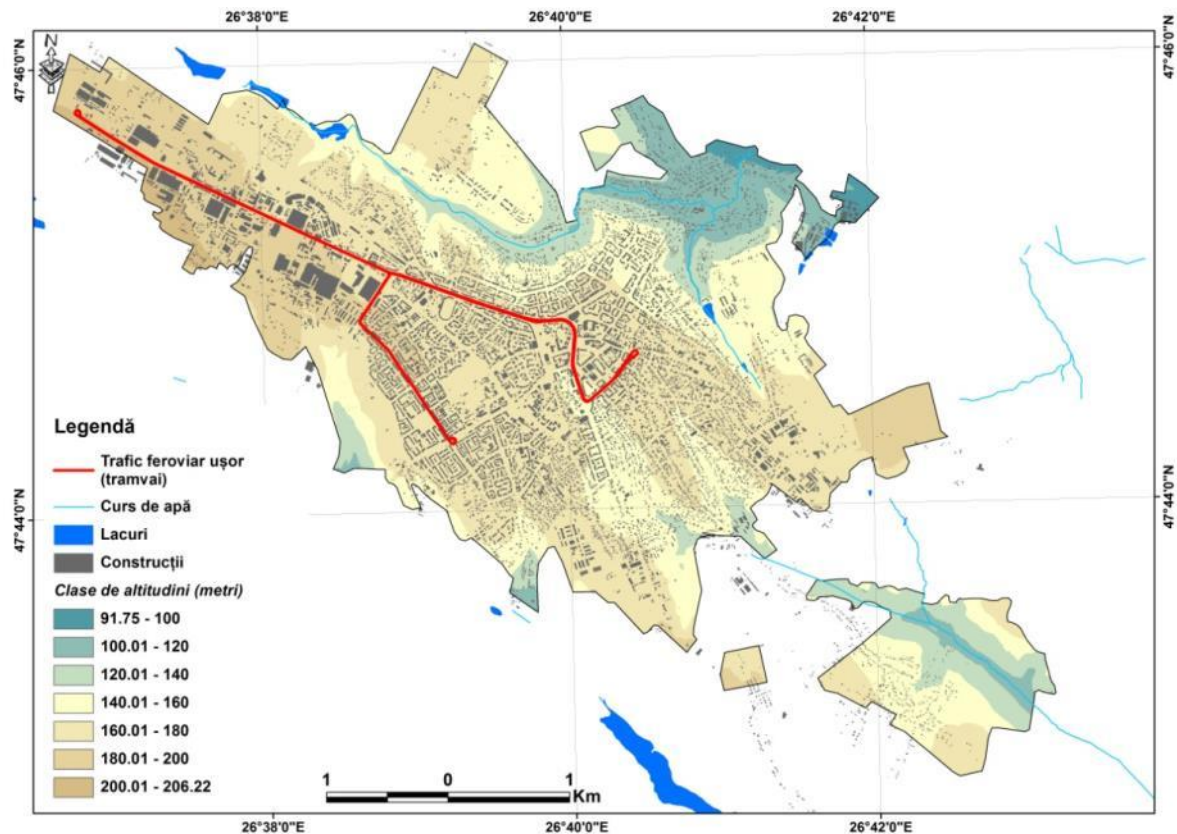 26°38'0"E 26°40'0"E 26°42'0"E
N
47°46'0"N 47°46'0"N
Legendă
Trafic feroviar ușor
(tramvai)
Curs de apă
Lacuri
Construcții
Clase de altitudini (metri)
91.75 - 100
100.01 - 120
120.01 - 140
140.01 - 160
160.01 - 180
180.01 - 200
200.01 - 206.22
47°44'0"N 47°44'0"N
1 0 1
Km
26°38'0"E 26°40'0"E 26°42'0"E